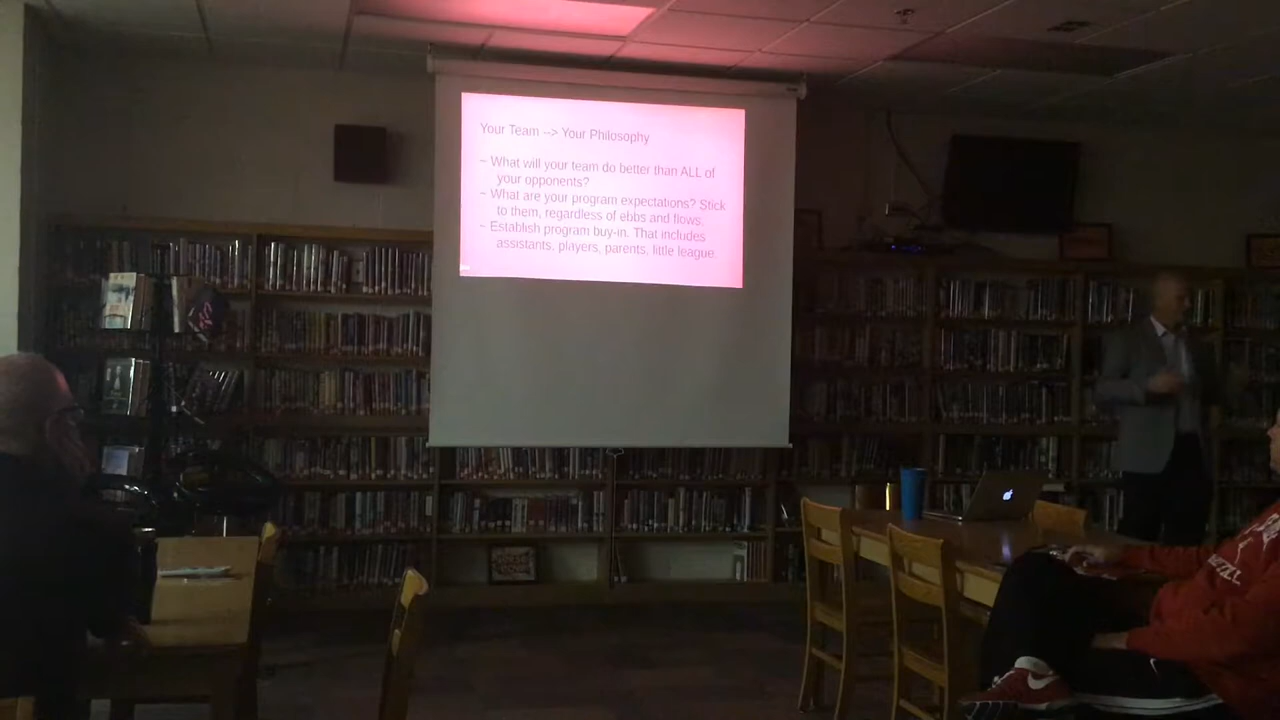 Your Team --> Your Philosophy
~ What will your team do better than ALL of
your opponents?
~ What are your program expectations? Stick
to them, regardless of ebbs and flows.
~ Establish program buy-in. That includes
assistants, players, parents, little league.